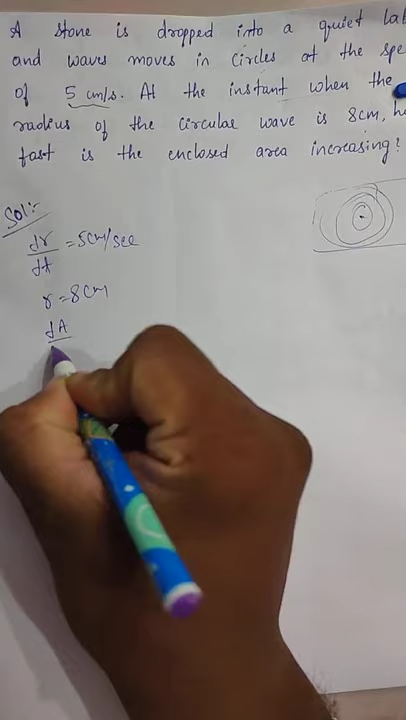 A stone is dropped into a quiet
and waves moves in circles at the
of 5 cm/s. At the instant when the
radius of the circular wave is 8cm,
fast is the enclosed area increasing?
Sol:-
dr/dt = 5cm/sec
r = 8cm
dA